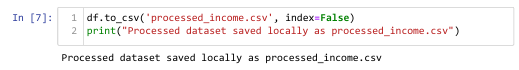 In [7]:
1 df.to_csv('processed_income.csv', index=False)
2 print("Processed dataset saved locally as processed_income.csv")
Processed dataset saved locally as processed_income.csv